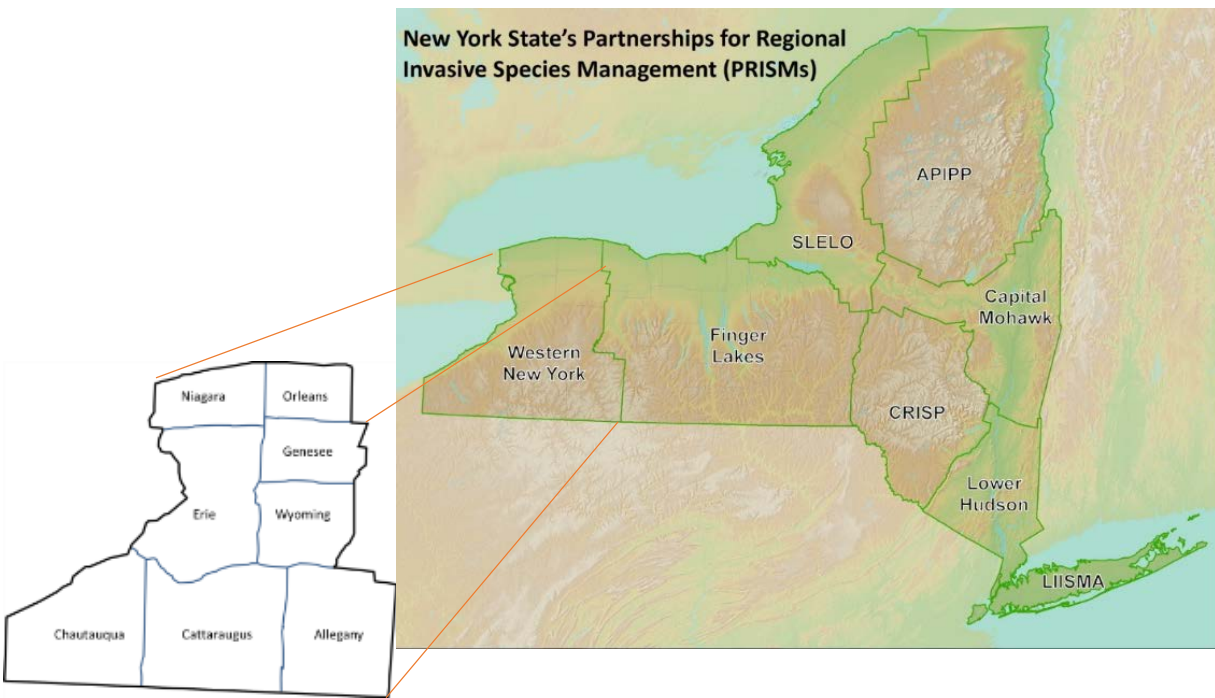 New York State's Partnerships for Regional
Invasive Species Management (PRISMs)
APIPP
SLELO
Capital
Mohawk
Finger
Lakes
Western
New York
CRISP
Lower
Hudson
LIISMA
Niagara
Orleans
Genesee
Erie
Wyoming
Chautauqua
Cattaraugus
Allegany